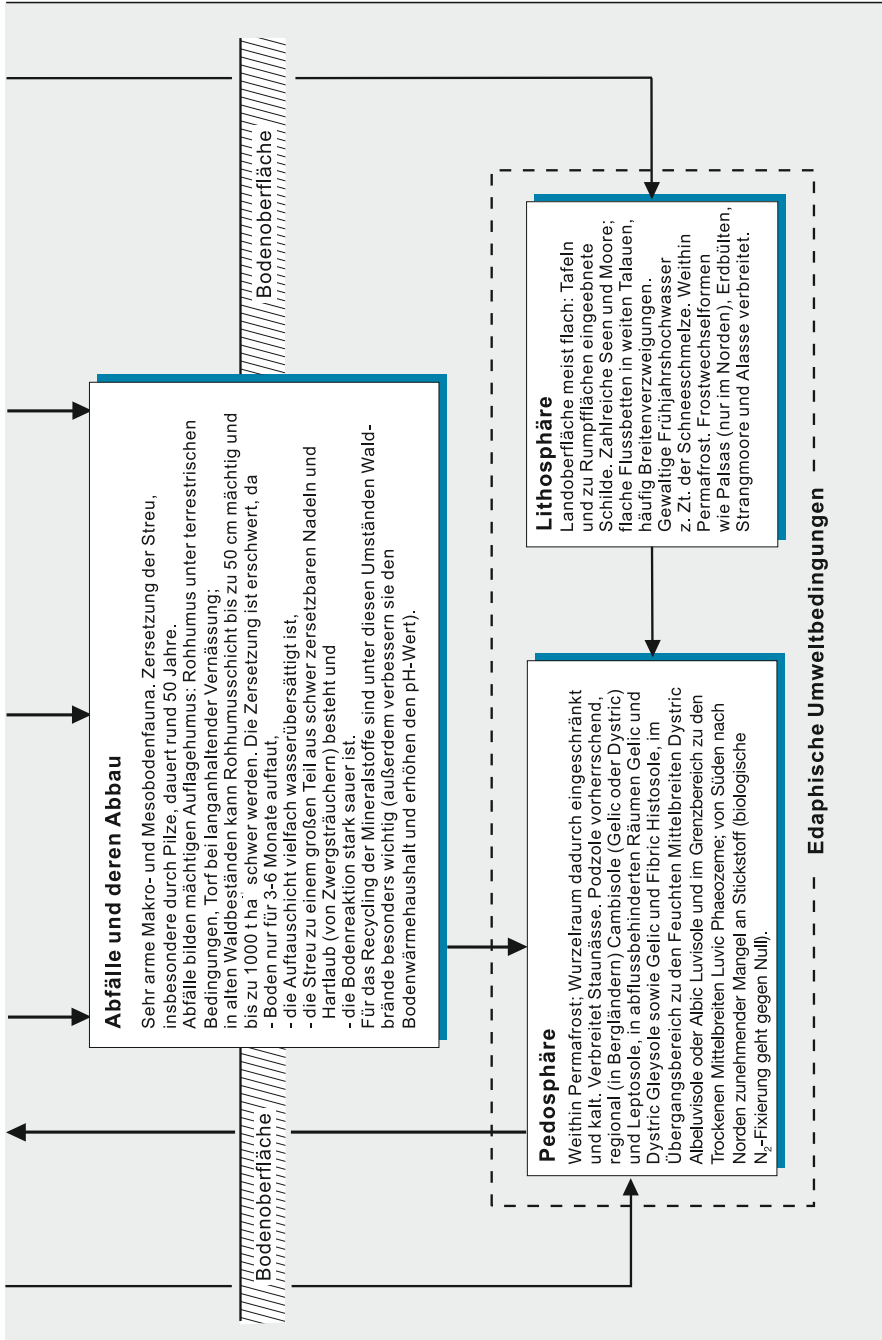 Bodenoberfläche
Bodenoberfläche
Abfälle und deren Abbau
Sehr arme Makro- und Mesobodenfauna. Zersetzung der Streu,
insbesondere durch Pilze, dauert rund 50 Jahre.
Abfälle bilden mächtigen Auflagehumus: Rohhumus unter terrestrischen
Bedingungen, Torf bei langanhaltender Vernässung;
in alten Waldbeständen kann Rohhumusschicht bis zu 50 cm mächtig und
bis zu 1000 t ha¯ schwer werden. Die Zersetzung ist erschwert, da
- Boden nur für 3-6 Monate auftaut,
- die Auftauschicht vielfach wasserübersättigt ist,
- die Streu zu einem großen Teil aus schwer zersetzbaren Nadeln und
Hartlaub (von Zwergsträuchern) besteht und
- die Bodenreaktion stark sauer ist.
Für das Recycling der Mineralstoffe sind unter diesen Umständen Wald-
brände besonders wichtig (außerdem verbessern sie den
Bodenwärmehaushalt und erhöhen den pH-Wert).
Pedosphäre
Weithin Permafrost; Wurzelraum dadurch eingeschränkt
und kalt. Verbreitet Staunässe. Podzole vorherrschend,
regional (in Bergländern) Cambisole (Gelic oder Dystric)
und Leptosole, in abflussbehinderten Räumen Gelic und
Dystric Gleysole sowie Gelic und Fibric Histosole, im
Übergangsbereich zu den Feuchten Mittelbreiten Dystric
Albeluvisole oder Albic Luvisole und im Grenzbereich zu den
Trockenen Mittelbreiten Luvic Phaeozeme; von Süden nach
Norden zunehmender Mangel an Stickstoff (biologische
N₂-Fixierung geht gegen Null).
Lithosphäre
Landoberfläche meist flach: Tafeln
und zu Rumpfflächen eingeebnete
Schilde. Zahlreiche Seen und Moore;
flache Flussbetten in weiten Talauen,
häufig Breitenverzweigungen.
Gewaltige Frühjahrshochwasser
z. Zt. der Schneeschmelze. Weithin
Permafrost. Frostwechselformen
wie Palsas (nur im Norden), Erdbülten,
Strangmoore und Alasse verbreitet.
Edaphische Umweltbedingungen